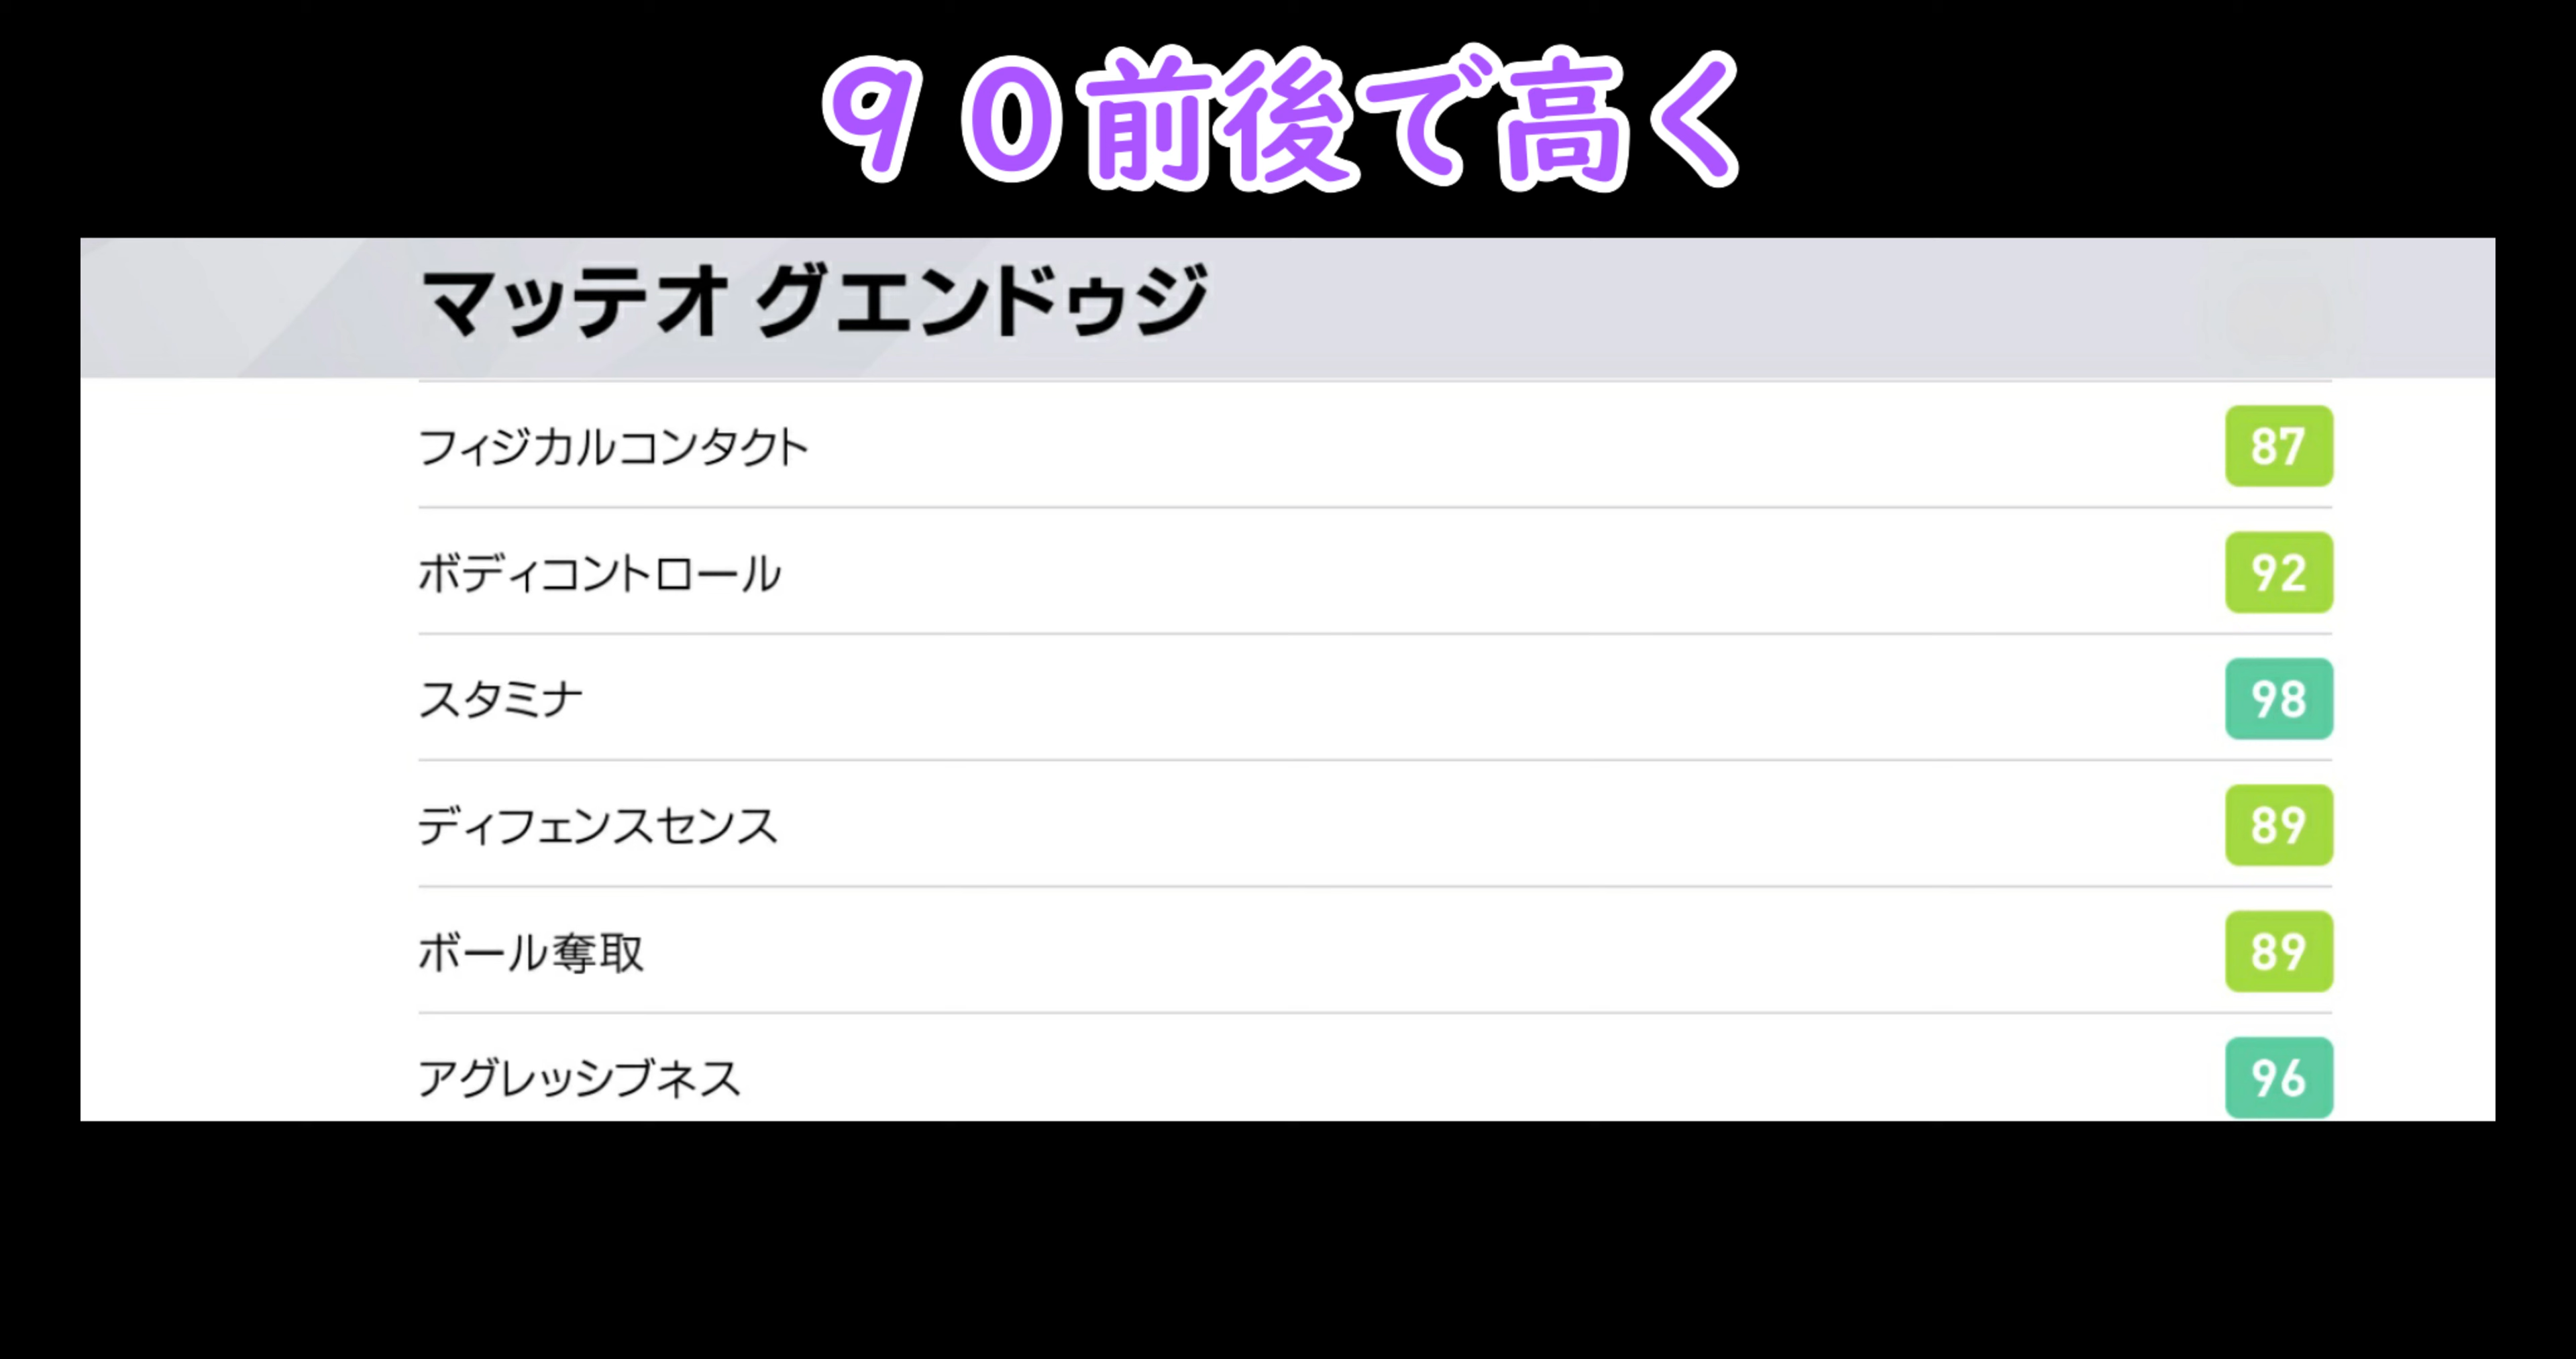 ９０前後で高く
マッテオ グエンドゥジ
フィジカルコンタクト 87
ボディコントロール 92
スタミナ 98
ディフェンスセンス 89
ボール奪取 89
アグレッシブネス 96